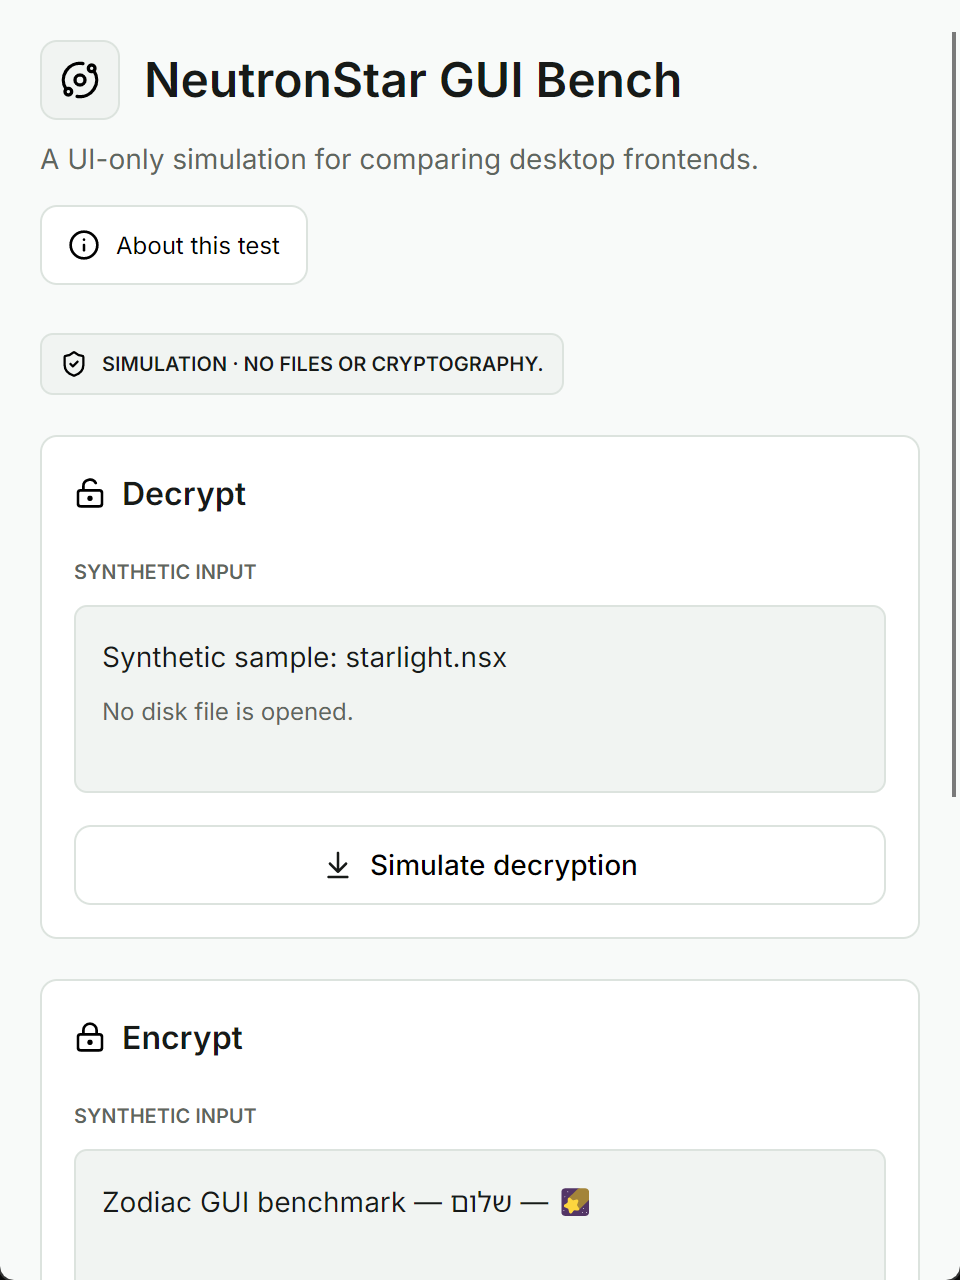 NeutronStar GUI Bench
A UI-only simulation for comparing desktop frontends.
About this test
SIMULATION · NO FILES OR CRYPTOGRAPHY.
Decrypt
SYNTHETIC INPUT
Synthetic sample: starlight.nsx
No disk file is opened.
Simulate decryption
Encrypt
SYNTHETIC INPUT
Zodiac GUI benchmark — שלום — 🌠